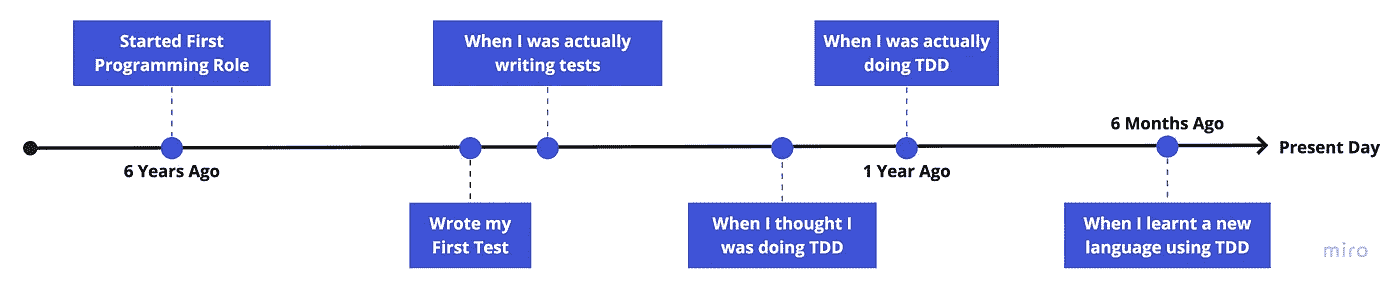 Started First
Programming Role
When I was actually
writing tests
When I was actually
doing TDD
6 Months Ago
Present Day
6 Years Ago
1 Year Ago
Wrote my
First Test
When I thought I
was doing TDD
When I learnt a new
language using TDD
miro